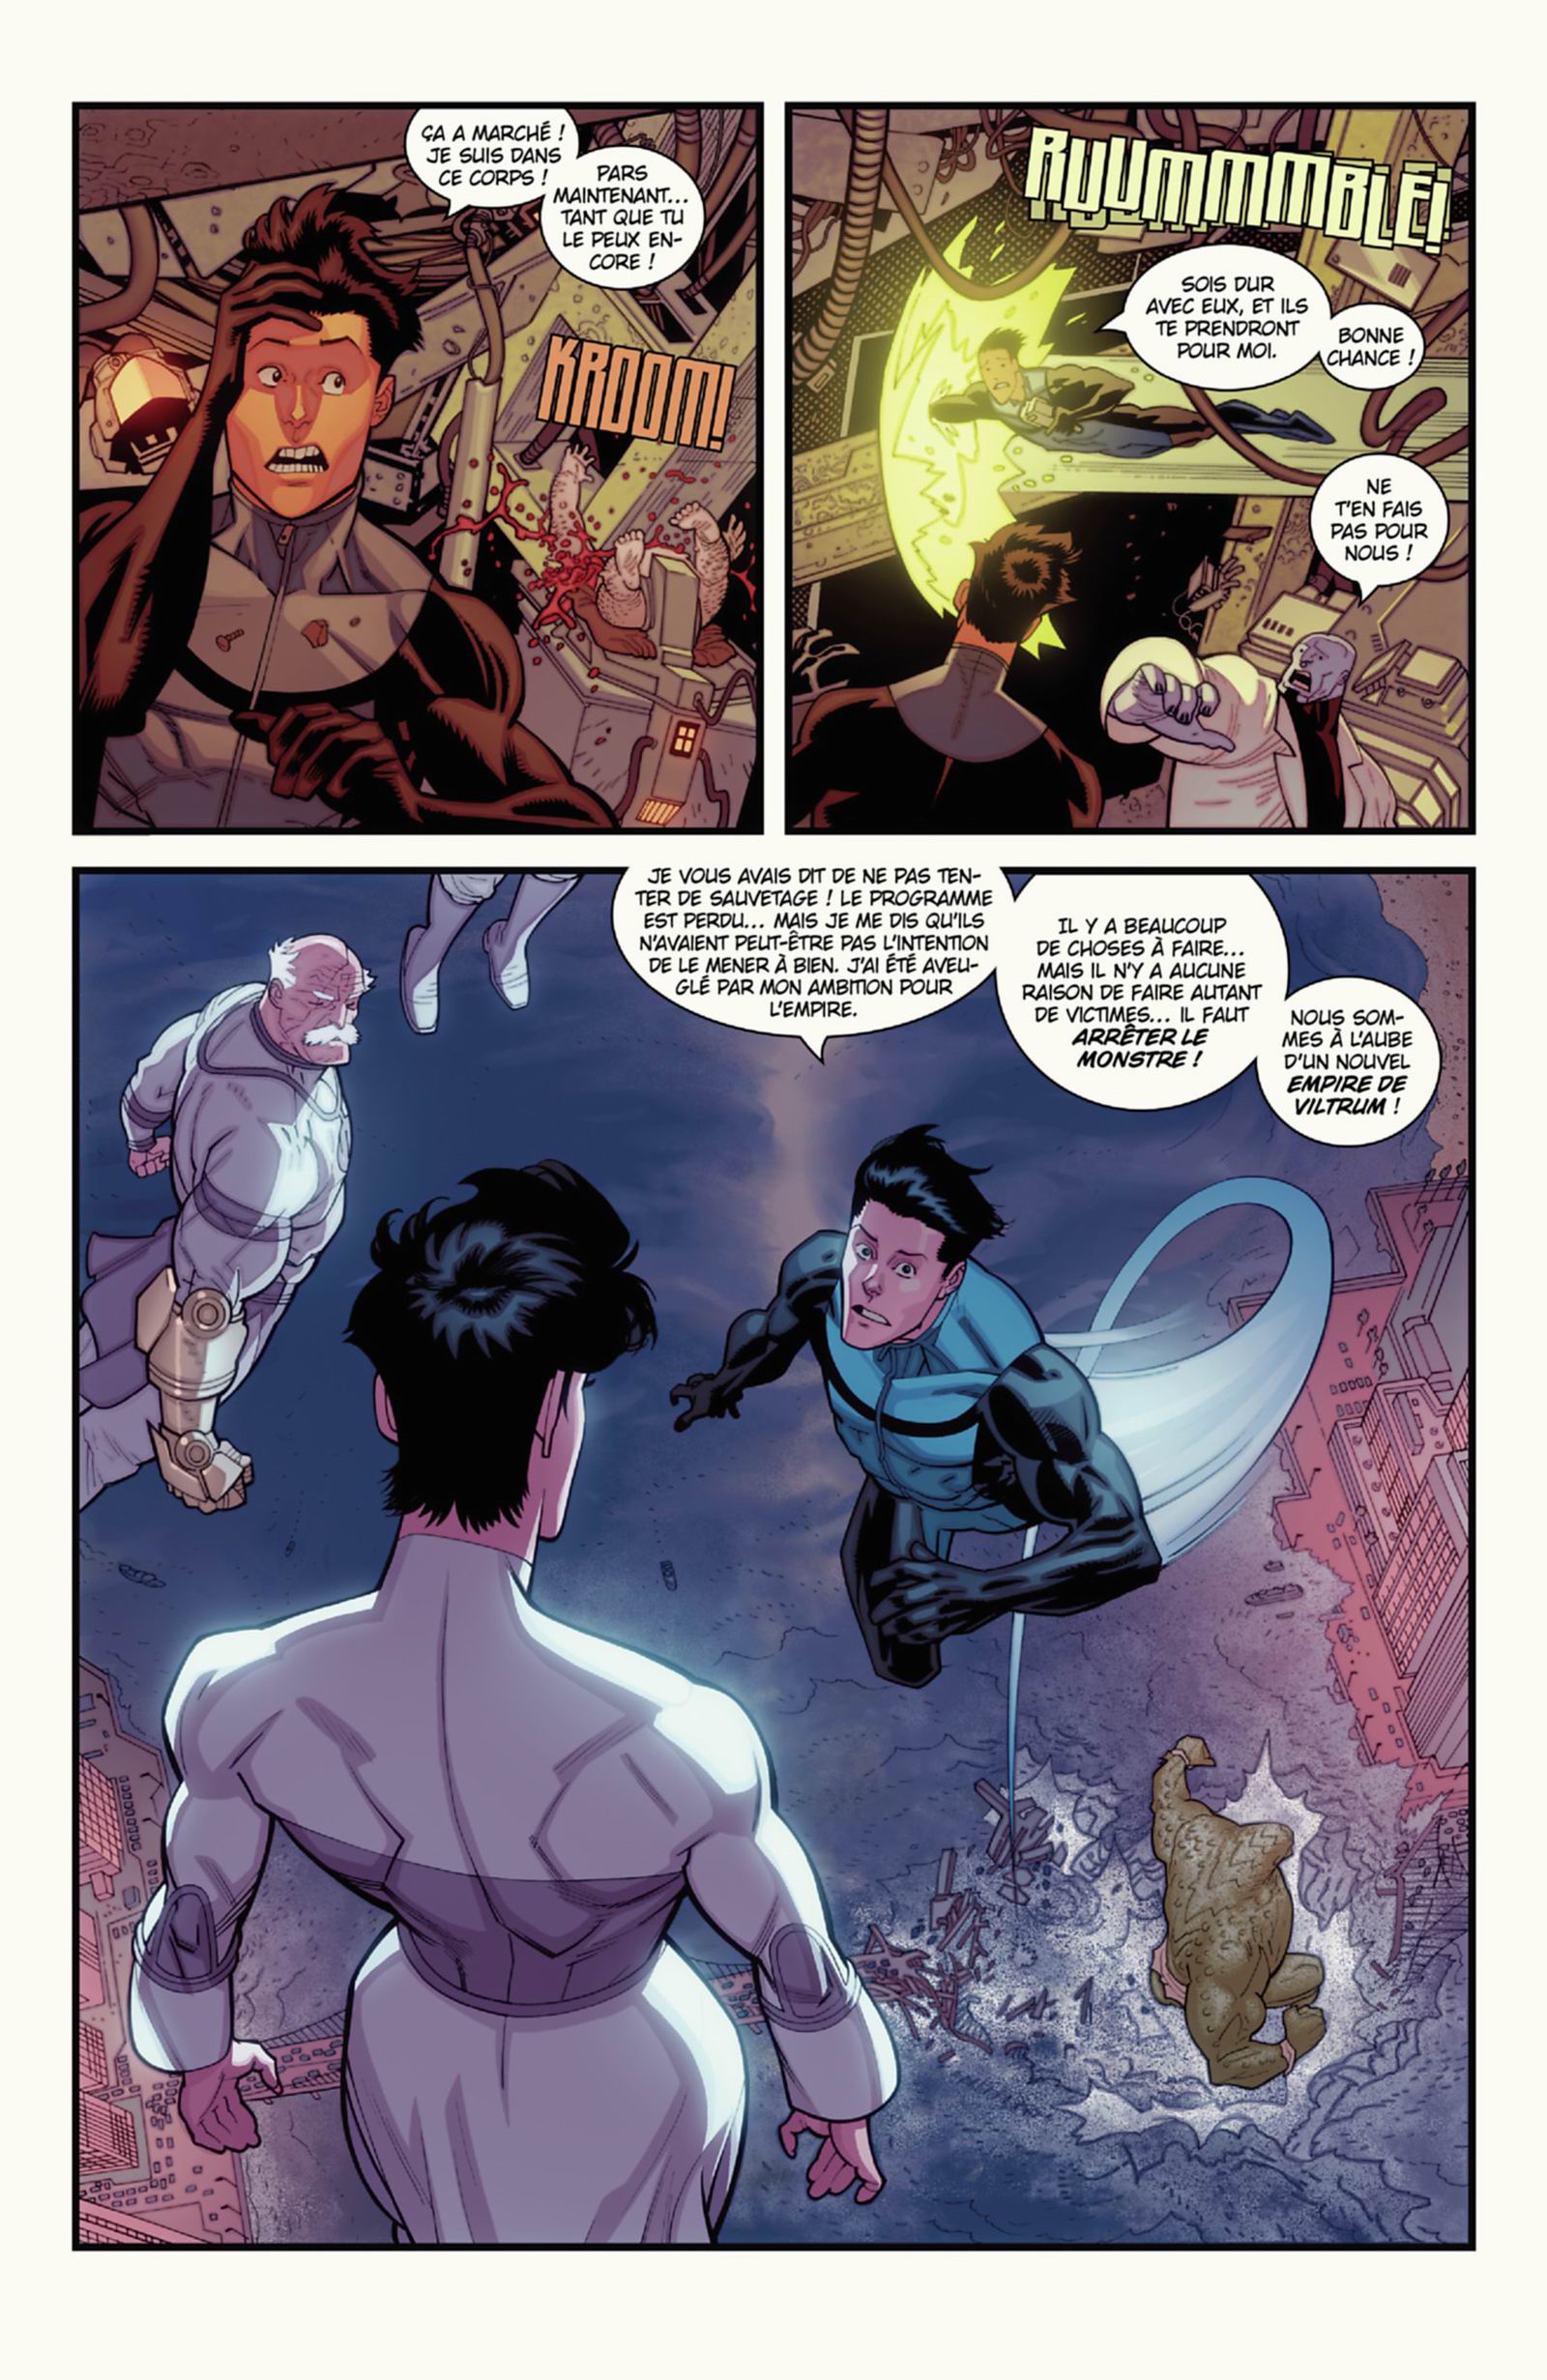 ÇA A MARCHÉ !
JE SUIS DANS
CE CORPS !
PARS
MAINTENANT...
TANT QUE TU
LE PEUX EN-
CORE !
KROOM!
RUUMMMBLE!
SOIS DUR
AVEC EUX, ET ILS
TE PRENDRONT
POUR MOI.
BONNE
CHANCE !
NE
T'EN FAIS
PAS POUR
NOUS !
JE VOUS AVAIS DIT DE NE PAS TEN-
TER DE SAUVETAGE ! LE PROGRAMME
EST PERDU... MAIS JE ME DIS QU'ILS
N'AVAIENT PEUT-ÊTRE PAS L'INTENTION
DE LE MENER À BIEN. J'AI ÉTÉ AVEU-
GLÉ PAR MON AMBITION POUR
L'EMPIRE.
IL Y A BEAUCOUP
DE CHOSES À FAIRE...
MAIS IL N'Y A AUCUNE
RAISON DE FAIRE AUTANT
DE VICTIMES... IL FAUT
ARRÊTER LE
MONSTRE !
NOUS SOM-
MES À L'AUBE
D'UN NOUVEL
EMPIRE DE
VILTRUM !